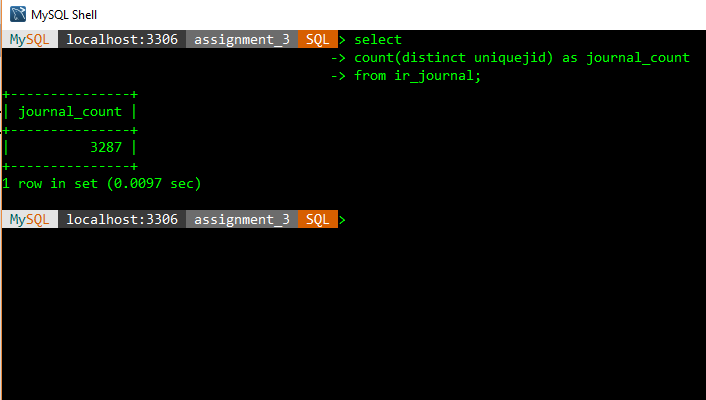 MySQL Shell
MySQL localhost:3306 assignment_3 SQL > select
-> count(distinct uniquejid) as journal_count
-> from ir_journal;
+---------------+
| journal_count |
+---------------+
|          3287 |
+---------------+
1 row in set (0.0097 sec)
MySQL localhost:3306 assignment_3 SQL >